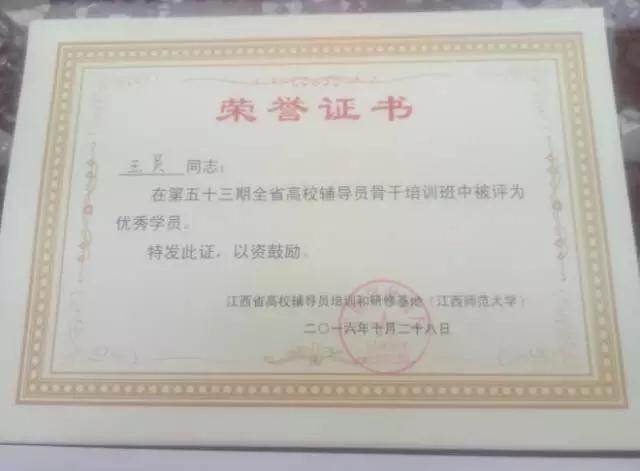 荣誉证书
王昊 同志：
在第五十三期全省高校辅导员骨干培训班中被评为
优秀学员。
特发此证，以资鼓励。
江西省高校辅导员培训和研修基地（江西师范大学）
二〇一六年七月二十八日